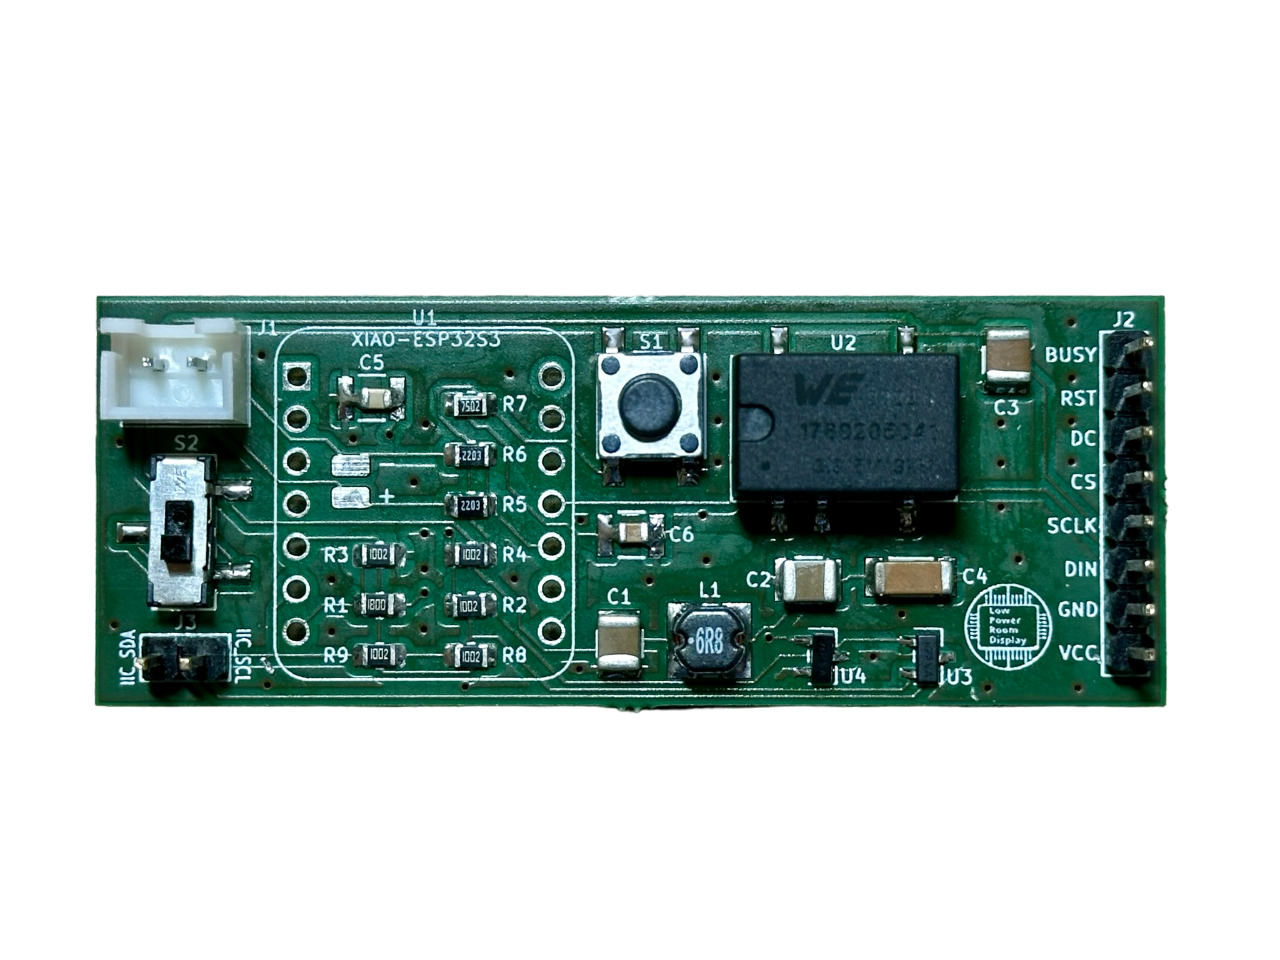 U1
XIAO-ESP32S3
J1
C5
S1
U2
J2
WE
BUSY
RST
DC
CS
SCLK
DIN
GND
VCC
C3
R7
7502
R6
2203
R5
2203
+
S2
C6
R3
1002
1002
R4
R1
1002
R2
R9
1002
1002
R8
J3
IIC_SDA
IIC_SCL
C1
L1
6R8
C2
C4
U4
U3
Low
Power
Room
Display